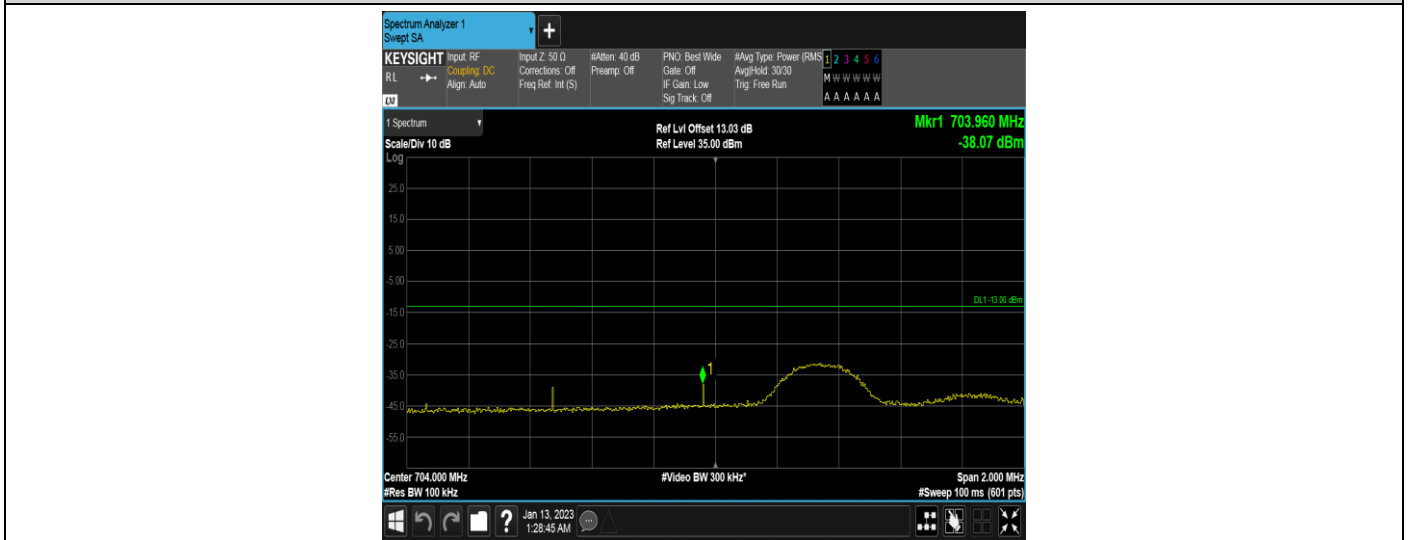 Spectrum Analyzer 1
Swept SA
+
KEYSIGHT
RL
LXI
Input: RF
Coupling: DC
Align: Auto
Input Z: 50 Ω
Corrections: Off
Freq Ref: Int (S)
#Atten: 40 dB
Preamp: Off
PNO: Best Wide
Gate: Off
IF Gain: Low
Sig Track: Off
#Avg Type: Power (RMS
Avg|Hold: 30/30
Trig: Free Run
1 2 3 4 5 6
M W W W W W
A A A A A A
1 Spectrum
Scale/Div 10 dB
Log
Ref Lvl Offset 13.03 dB
Ref Level 35.00 dBm
Mkr1 703.960 MHz
-38.07 dBm
25.0
15.0
5.00
-5.00
DL1 -13.00 dBm
-15.0
-25.0
1
-35.0
-45.0
-55.0
Center 704.000 MHz
#Res BW 100 kHz
#Video BW 300 kHz*
Span 2.000 MHz
#Sweep 100 ms (601 pts)
?
Jan 13, 2023
1:28:45 AM